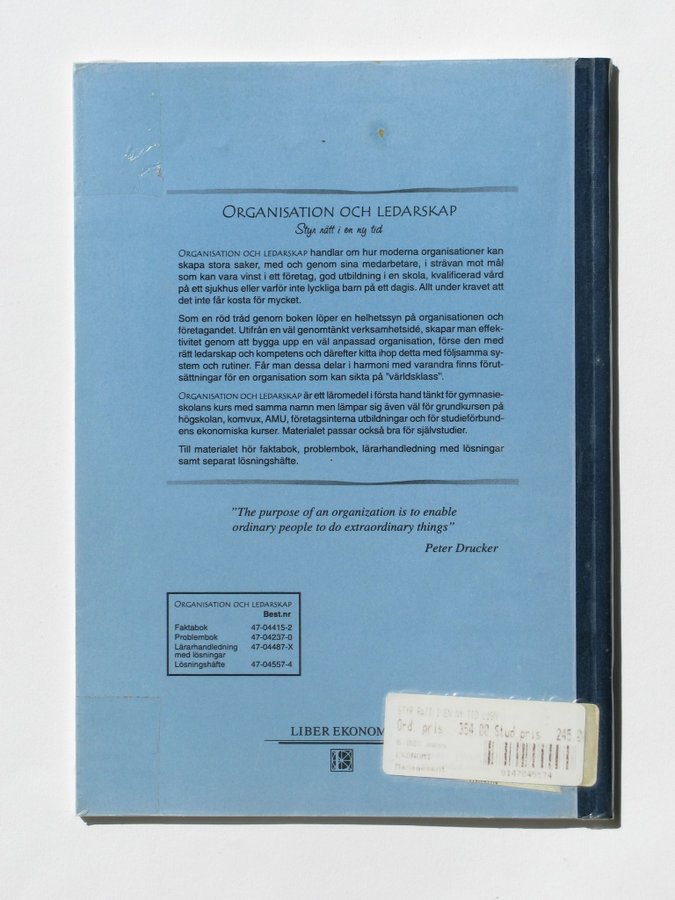 ORGANISATION OCH LEDARSKAP
Styr rätt i en ny tid
ORGANISATION OCH LEDARSKAP handlar om hur moderna organisationer kan
skapa stora saker, med och genom sina medarbetare, i strävan mot mål
som kan vara vinst i ett företag, god utbildning i en skola, kvalificerad vård
på ett sjukhus eller varför inte lyckliga barn på ett dagis. Allt under kravet att
det inte får kosta för mycket.
Som en röd tråd genom boken löper en helhetssyn på organisationen och
företagandet. Utifrån en väl genomtänkt verksamhetsidé, skapar man effek-
tivitet genom att bygga upp en väl anpassad organisation, förse den med
rätt ledarskap och kompetens och därefter kitta ihop detta med följsamma sy-
stem och rutiner. Får man dessa delar i harmoni med varandra finns förut-
sättningar för en organisation som kan sikta på "världsklass".
ORGANISATION OCH LEDARSKAP är ett läromedel i första hand tänkt för gymnasie-
skolans kurs med samma namn men lämpar sig även väl för grundkursen på
högskolan, komvux, AMU, företagsinterna utbildningar och för studieförbund-
ens ekonomiska kurser. Materialet passar också bra för självstudier.
Till materialet hör faktabok, problembok, lärarhandledning med lösningar
samt separat lösningshäfte.
"The purpose of an organization is to enable
ordinary people to do extraordinary things"
Peter Drucker
ORGANISATION OCH LEDARSKAP
Best.nr
Faktabok 47-04415-2
Problembok 47-04237-0
Lärarhandledning 47-04487-X
med lösningar
Lösningshäfte 47-04557-4
LIBER EKONOM
STYR RÄTT I EN NY TID
Ord. pris 354.00 Stud pris 245
EKONOMI
Management